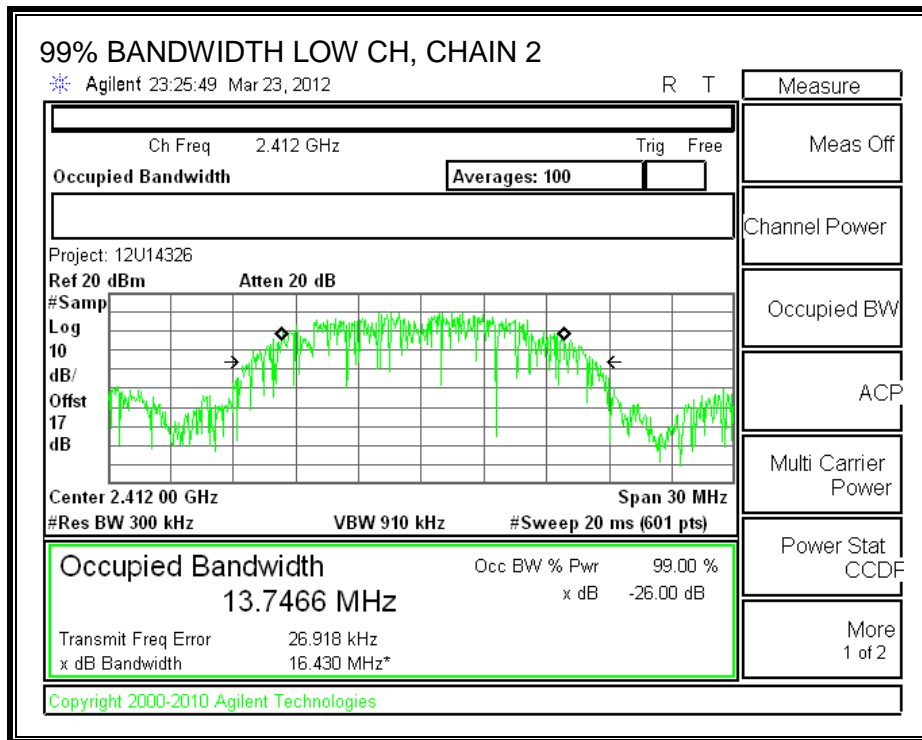 99% BANDWIDTH LOW CH, CHAIN 2
Agilent 23:25:49 Mar 23, 2012 R T
Measure
Ch Freq 2.412 GHz Trig Free
Meas Off
Occupied Bandwidth Averages: 100
Channel Power
Project: 12U14326
Ref 20 dBm Atten 20 dB
#Samp
Log
10
dB/
Offst
17
dB
Occupied BW
ACP
Multi Carrier
Power
Center 2.412 00 GHz Span 30 MHz
#Res BW 300 kHz VBW 910 kHz #Sweep 20 ms (601 pts)
Power Stat
CCDF
Occupied Bandwidth Occ BW % Pwr 99.00 %
13.7466 MHz x dB -26.00 dB
Transmit Freq Error 26.918 kHz
x dB Bandwidth 16.430 MHz*
More
1 of 2
Copyright 2000-2010 Agilent Technologies